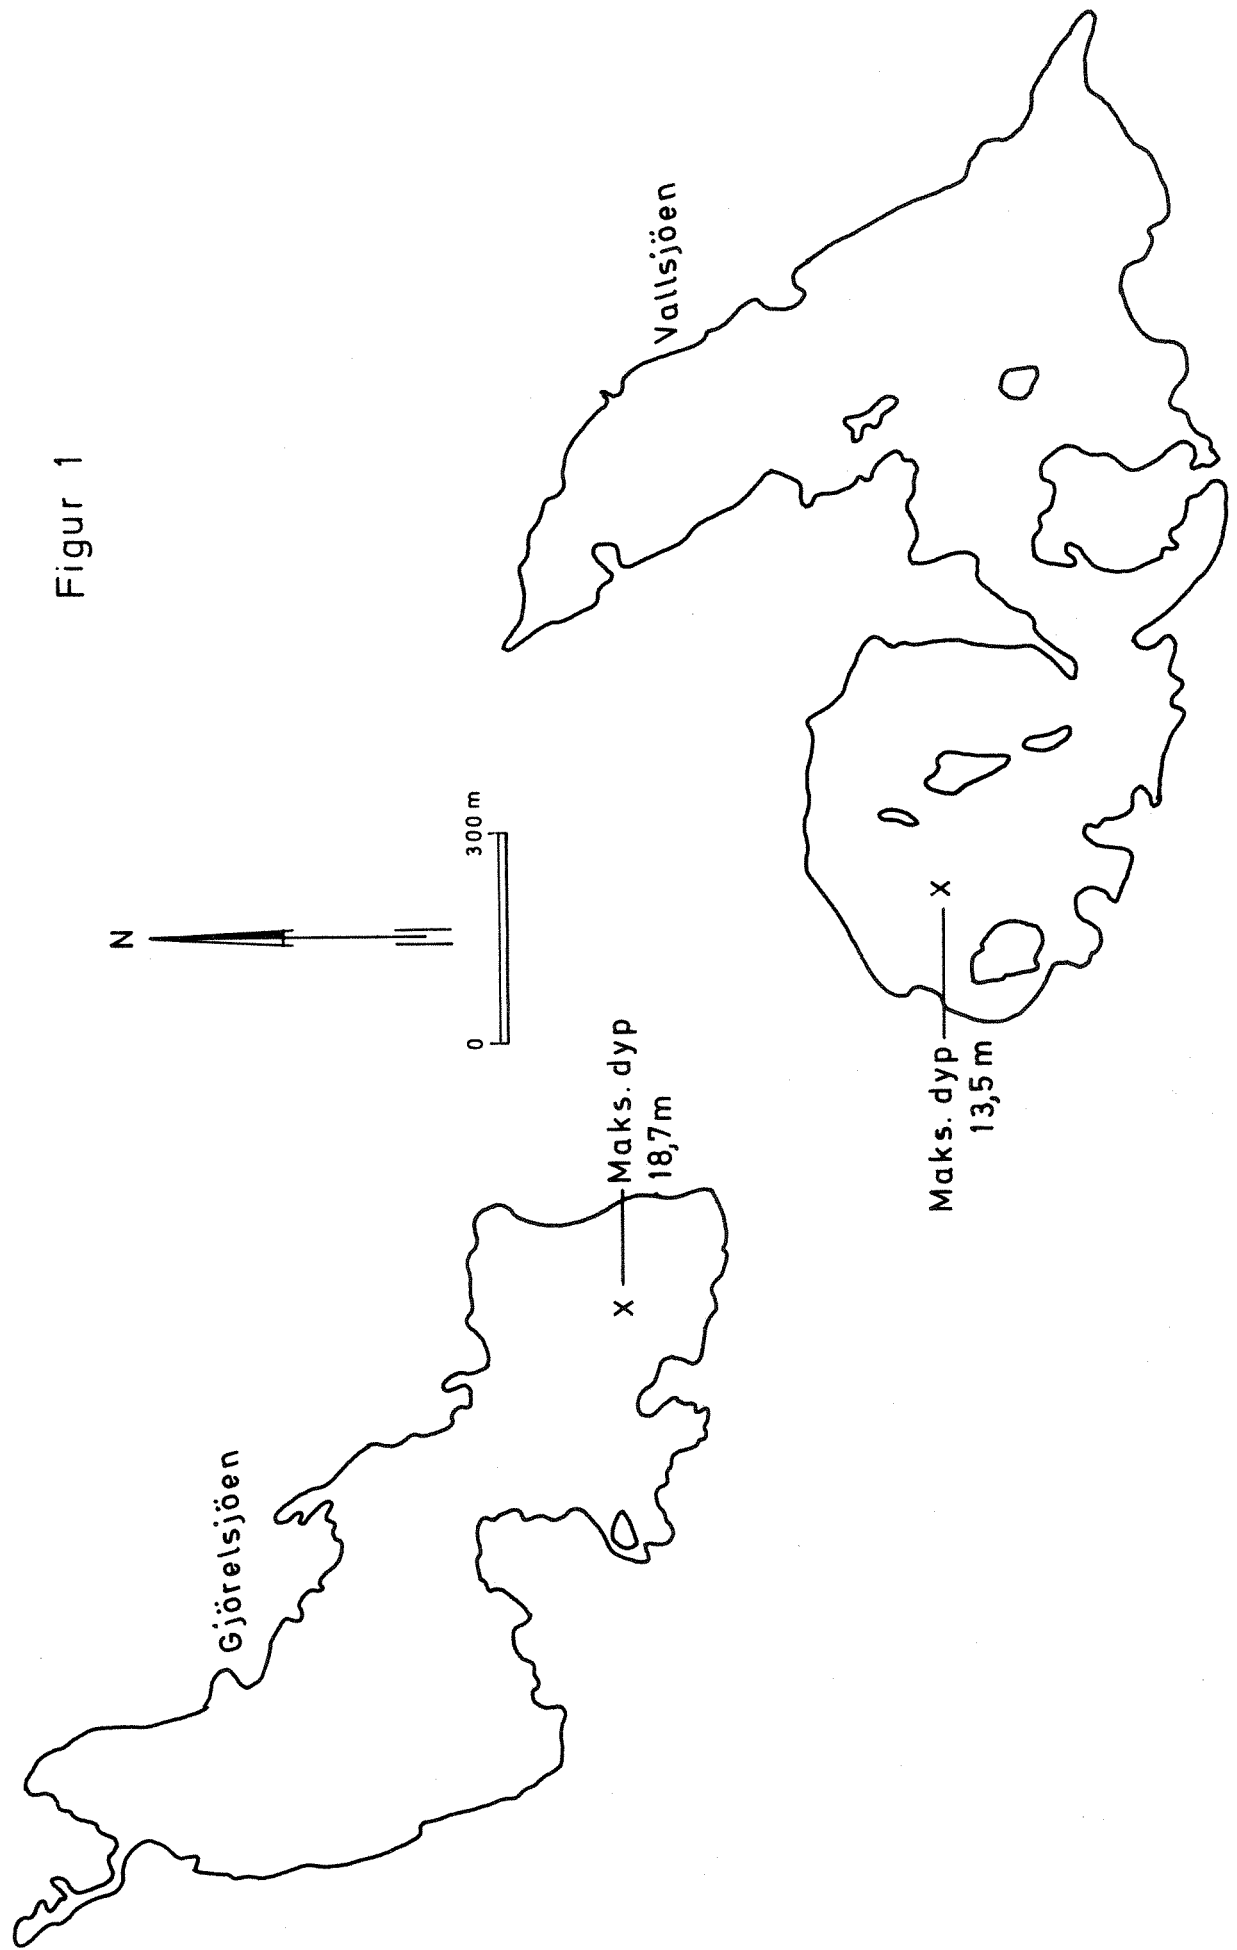 Figur 1
N
0 300 m
Gjörelsjöen
Maks. dyp
18,7 m
X
Vallsjöen
X
Maks. dyp
13,5 m